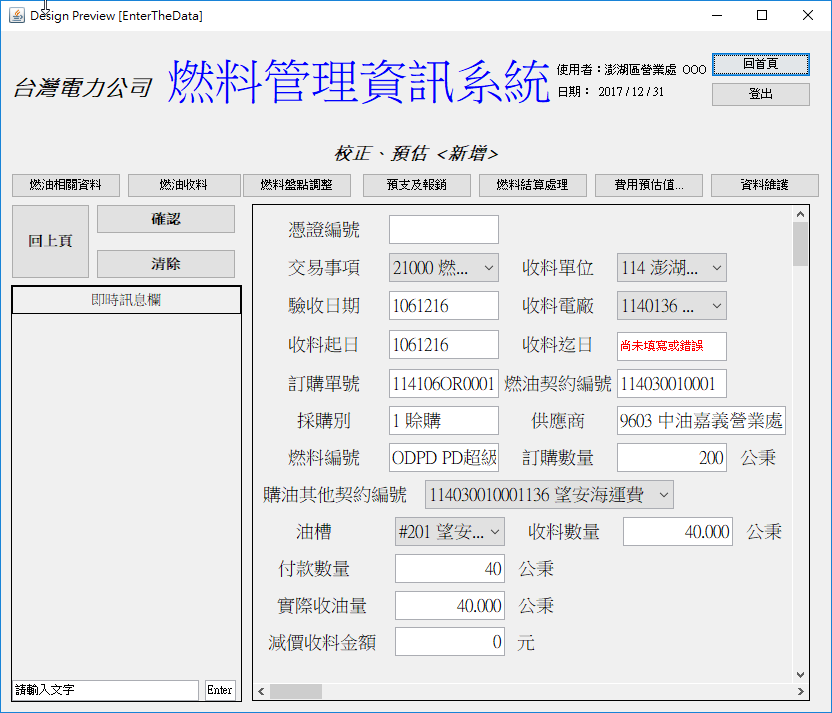 Design Preview [EnterTheData]
台灣電力公司 燃料管理資訊系統 使用者：澎湖區營業處 OOO 回首頁
日期： 2017 / 12 / 31 登出
校正、預估 <新增>
燃油相關資料 燃油收料 燃料盤點調整 預支及報銷 燃料結算處理 費用預估值... 資料維護
回上頁 確認
清除
即時訊息欄
請輸入文字 Enter
憑證編號
交易事項 21000 燃... 收料單位 114 澎湖...
驗收日期 1061216 收料電廠 1140136 ...
收料起日 1061216 收料迄日 尚未填寫或錯誤
訂購單號 114106OR0001 燃油契約編號 114030010001
採購別 1 賒購 供應商 9603 中油嘉義營業處
燃料編號 ODPD PD超級 訂購數量 200 公秉
購油其他契約編號 114030010001136 望安海運費
油槽 #201 望安... 收料數量 40.000 公秉
付款數量 40 公秉
實際收油量 40.000 公秉
減價收料金額 0 元